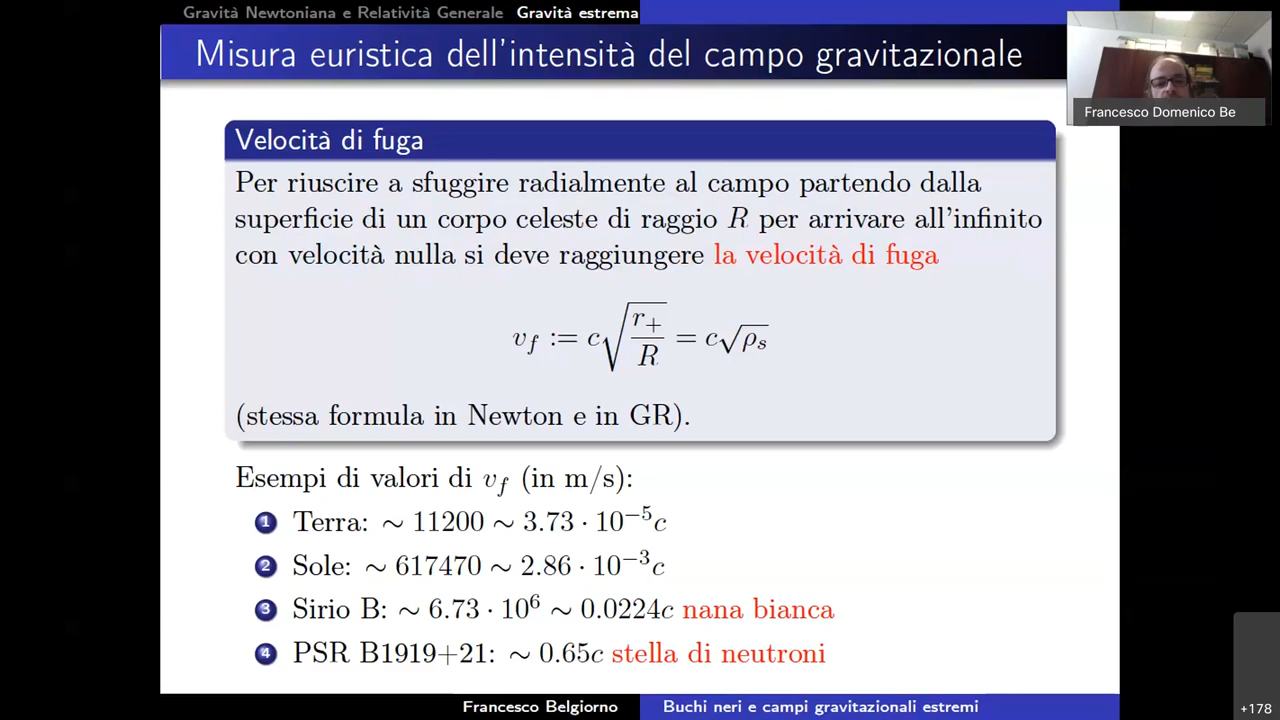 Gravità Newtoniana e Relatività Generale Gravità estrema
Misura euristica dell'intensità del campo gravitazionale
Francesco Domenico Be
Velocità di fuga
Per riuscire a sfuggire radialmente al campo partendo dalla
superficie di un corpo celeste di raggio R per arrivare all'infinito
con velocità nulla si deve raggiungere la velocità di fuga
v_f := c√(r₊/R) = c√ρ_s
(stessa formula in Newton e in GR).
Esempi di valori di v_f (in m/s):
1 Terra: ∼ 11200 ∼ 3.73 · 10⁻⁵c
2 Sole: ∼ 617470 ∼ 2.86 · 10⁻³c
3 Sirio B: ∼ 6.73 · 10⁶ ∼ 0.0224c nana bianca
4 PSR B1919+21: ∼ 0.65c stella di neutroni
Francesco Belgiorno Buchi neri e campi gravitazionali estremi
+178